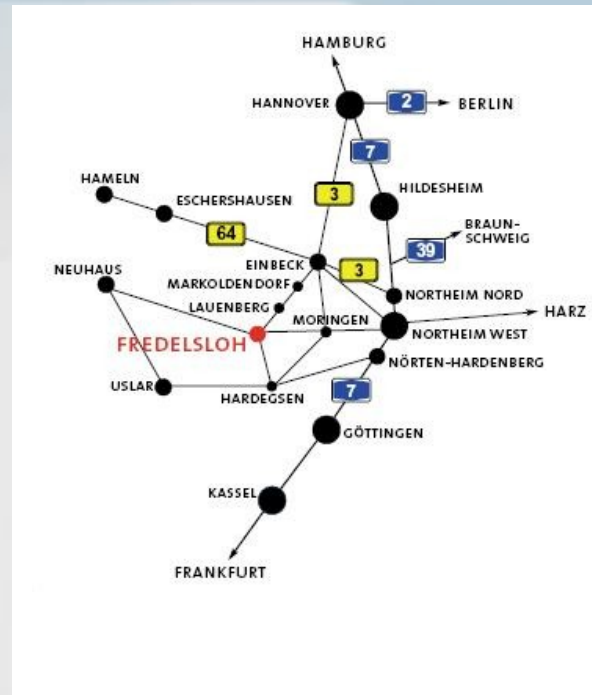 HAMBURG
HANNOVER
2
BERLIN
7
HAMELN
HILDESHEIM
3
ESCHERSHAUSEN
64
BRAUN-
SCHWEIG
39
EINBECK
3
NEUHAUS
MARKOLDENDORF
NORTHEIM NORD
LAUENBERG
HARZ
MORINGEN
NORTHEIM WEST
FREDELSLOH
NÖRTEN-HARDENBERG
USLAR
HARDEGSEN
7
GÖTTINGEN
KASSEL
FRANKFURT